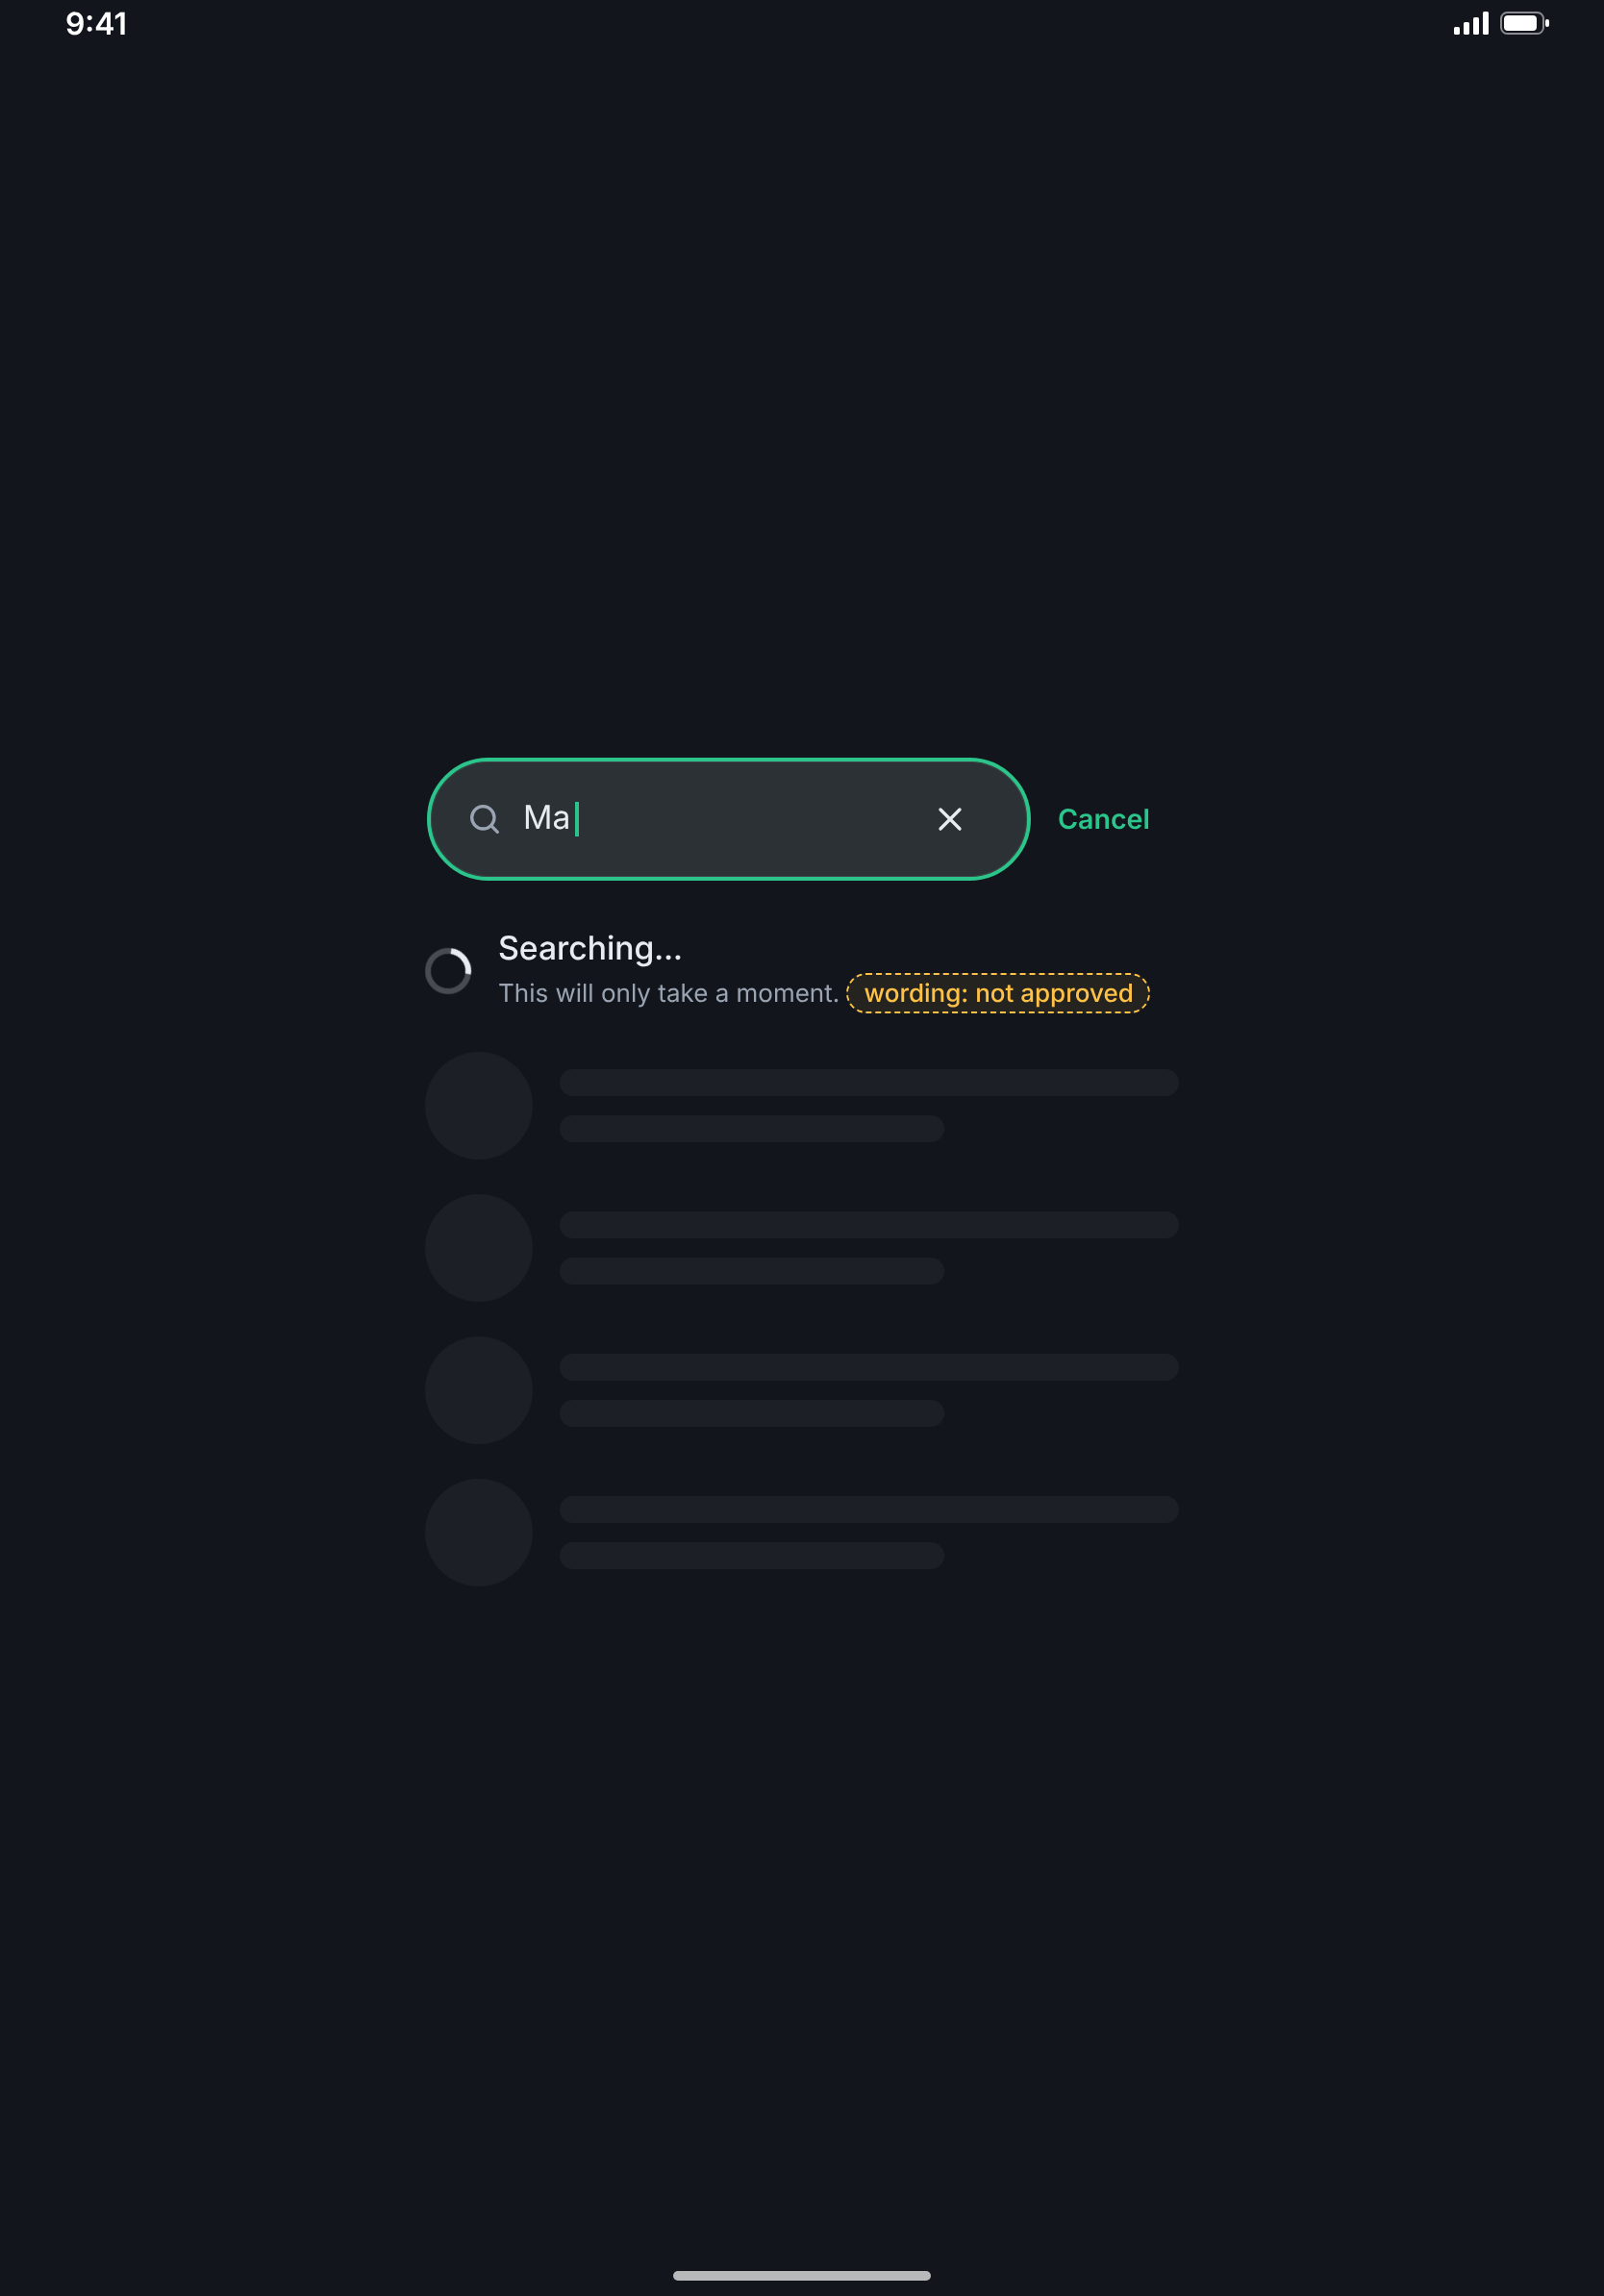 9:41
Ma
Cancel
Searching...
This will only take a moment. wording: not approved